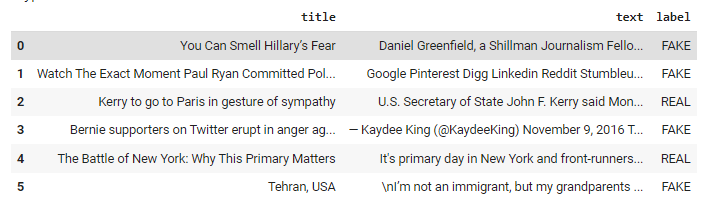 title text label
0 You Can Smell Hillary's Fear Daniel Greenfield, a Shillman Journalism Fello... FAKE
1 Watch The Exact Moment Paul Ryan Committed Pol... Google Pinterest Digg Linkedin Reddit Stumbleu... FAKE
2 Kerry to go to Paris in gesture of sympathy U.S. Secretary of State John F. Kerry said Mon... REAL
3 Bernie supporters on Twitter erupt in anger ag... — Kaydee King (@KaydeeKing) November 9, 2016 T... FAKE
4 The Battle of New York: Why This Primary Matters It's primary day in New York and front-runners... REAL
5 Tehran, USA \nI'm not an immigrant, but my grandparents ... FAKE